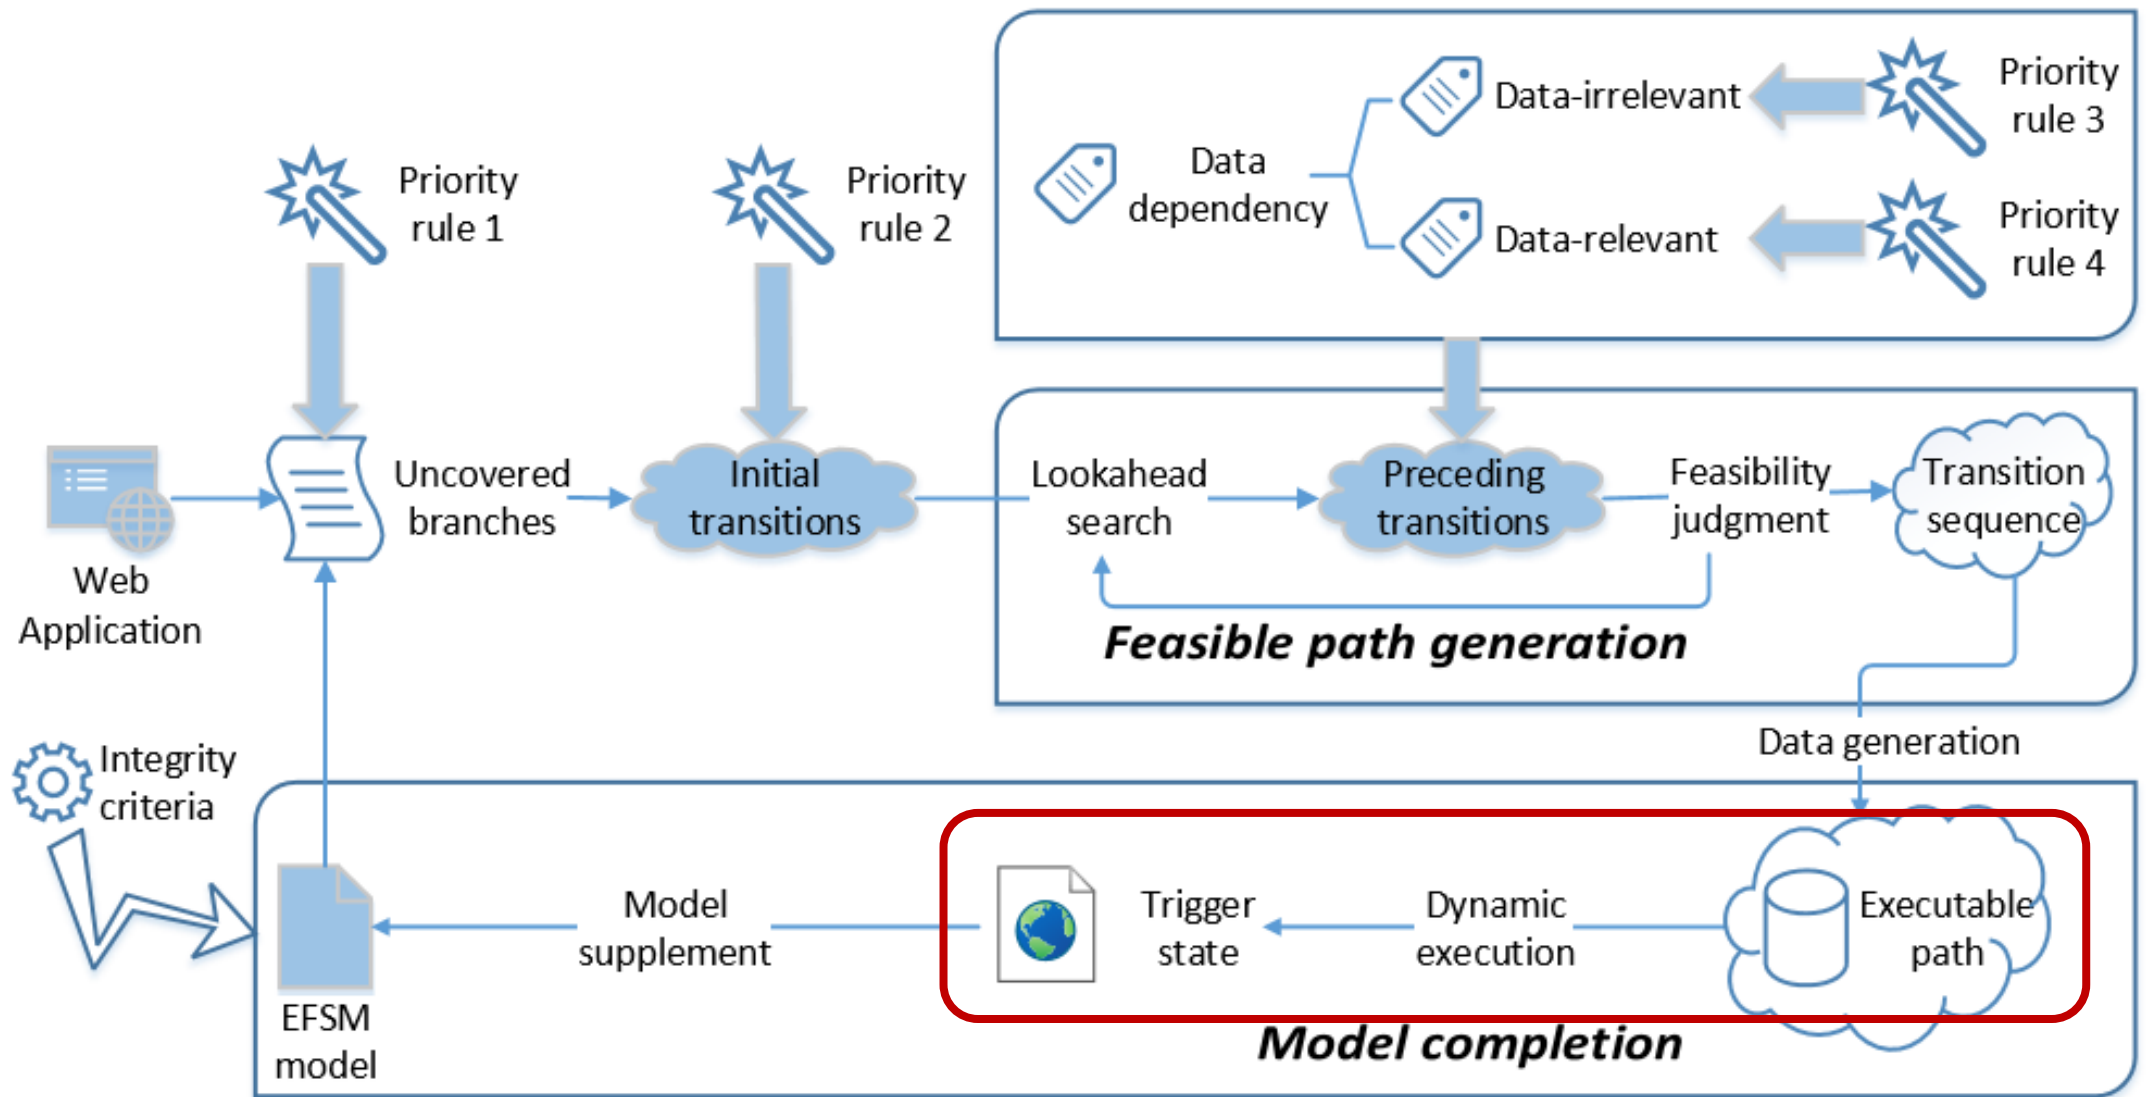 Priority
rule 1
Priority
rule 2
Data
dependency
Data-irrelevant
Data-relevant
Priority
rule 3
Priority
rule 4
Web
Application
Uncovered
branches
Initial
transitions
Lookahead
search
Preceding
transitions
Feasibility
judgment
Transition
sequence
Feasible path generation
Data generation
Integrity
criteria
EFSM
model
Model
supplement
Trigger
state
Dynamic
execution
Executable
path
Model completion